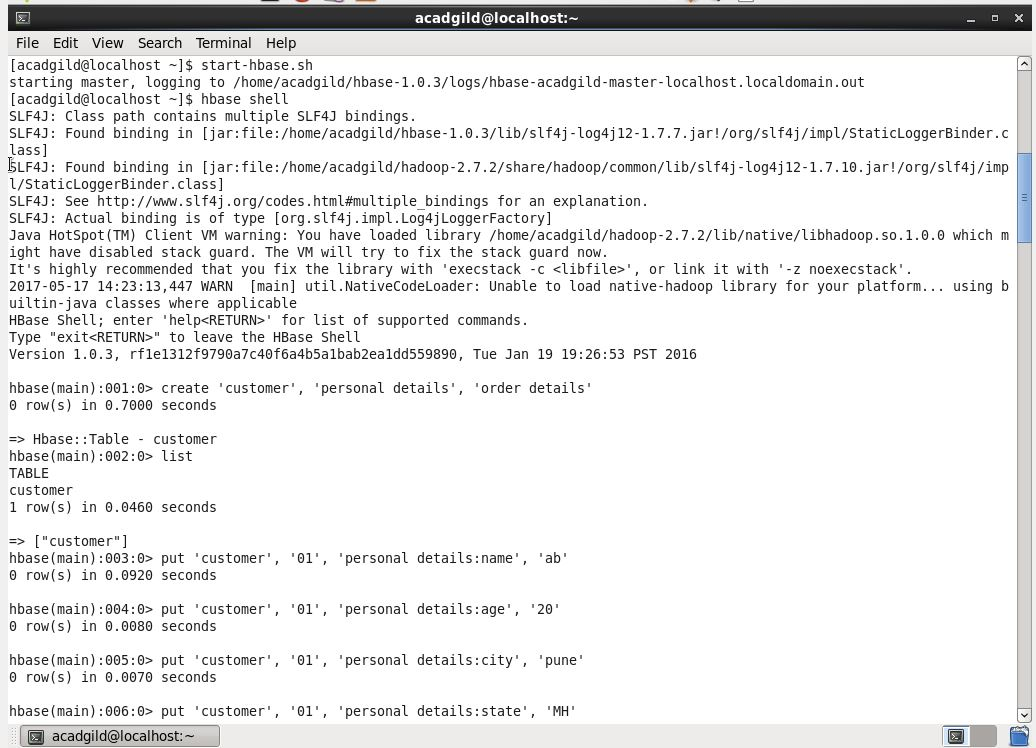 acadgild@localhost:~
File Edit View Search Terminal Help
[acadgild@localhost ~]$ start-hbase.sh
starting master, logging to /home/acadgild/hbase-1.0.3/logs/hbase-acadgild-master-localhost.localdomain.out
[acadgild@localhost ~]$ hbase shell
SLF4J: Class path contains multiple SLF4J bindings.
SLF4J: Found binding in [jar:file:/home/acadgild/hbase-1.0.3/lib/slf4j-log4j12-1.7.7.jar!/org/slf4j/impl/StaticLoggerBinder.c
lass]
SLF4J: Found binding in [jar:file:/home/acadgild/hadoop-2.7.2/share/hadoop/common/lib/slf4j-log4j12-1.7.10.jar!/org/slf4j/imp
l/StaticLoggerBinder.class]
SLF4J: See http://www.slf4j.org/codes.html#multiple_bindings for an explanation.
SLF4J: Actual binding is of type [org.slf4j.impl.Log4jLoggerFactory]
Java HotSpot(TM) Client VM warning: You have loaded library /home/acadgild/hadoop-2.7.2/lib/native/libhadoop.so.1.0.0 which m
ight have disabled stack guard. The VM will try to fix the stack guard now.
It's highly recommended that you fix the library with 'execstack -c <libfile>', or link it with '-z noexecstack'.
2017-05-17 14:23:13,447 WARN  [main] util.NativeCodeLoader: Unable to load native-hadoop library for your platform... using b
uiltin-java classes where applicable
HBase Shell; enter 'help<RETURN>' for list of supported commands.
Type "exit<RETURN>" to leave the HBase Shell
Version 1.0.3, rf1e1312f9790a7c40f6a4b5a1bab2ea1dd559890, Tue Jan 19 19:26:53 PST 2016
hbase(main):001:0> create 'customer', 'personal details', 'order details'
0 row(s) in 0.7000 seconds
=> Hbase::Table - customer
hbase(main):002:0> list
TABLE
customer
1 row(s) in 0.0460 seconds
=> ["customer"]
hbase(main):003:0> put 'customer', '01', 'personal details:name', 'ab'
0 row(s) in 0.0920 seconds
hbase(main):004:0> put 'customer', '01', 'personal details:age', '20'
0 row(s) in 0.0080 seconds
hbase(main):005:0> put 'customer', '01', 'personal details:city', 'pune'
0 row(s) in 0.0070 seconds
hbase(main):006:0> put 'customer', '01', 'personal details:state', 'MH'
acadgild@localhost:~